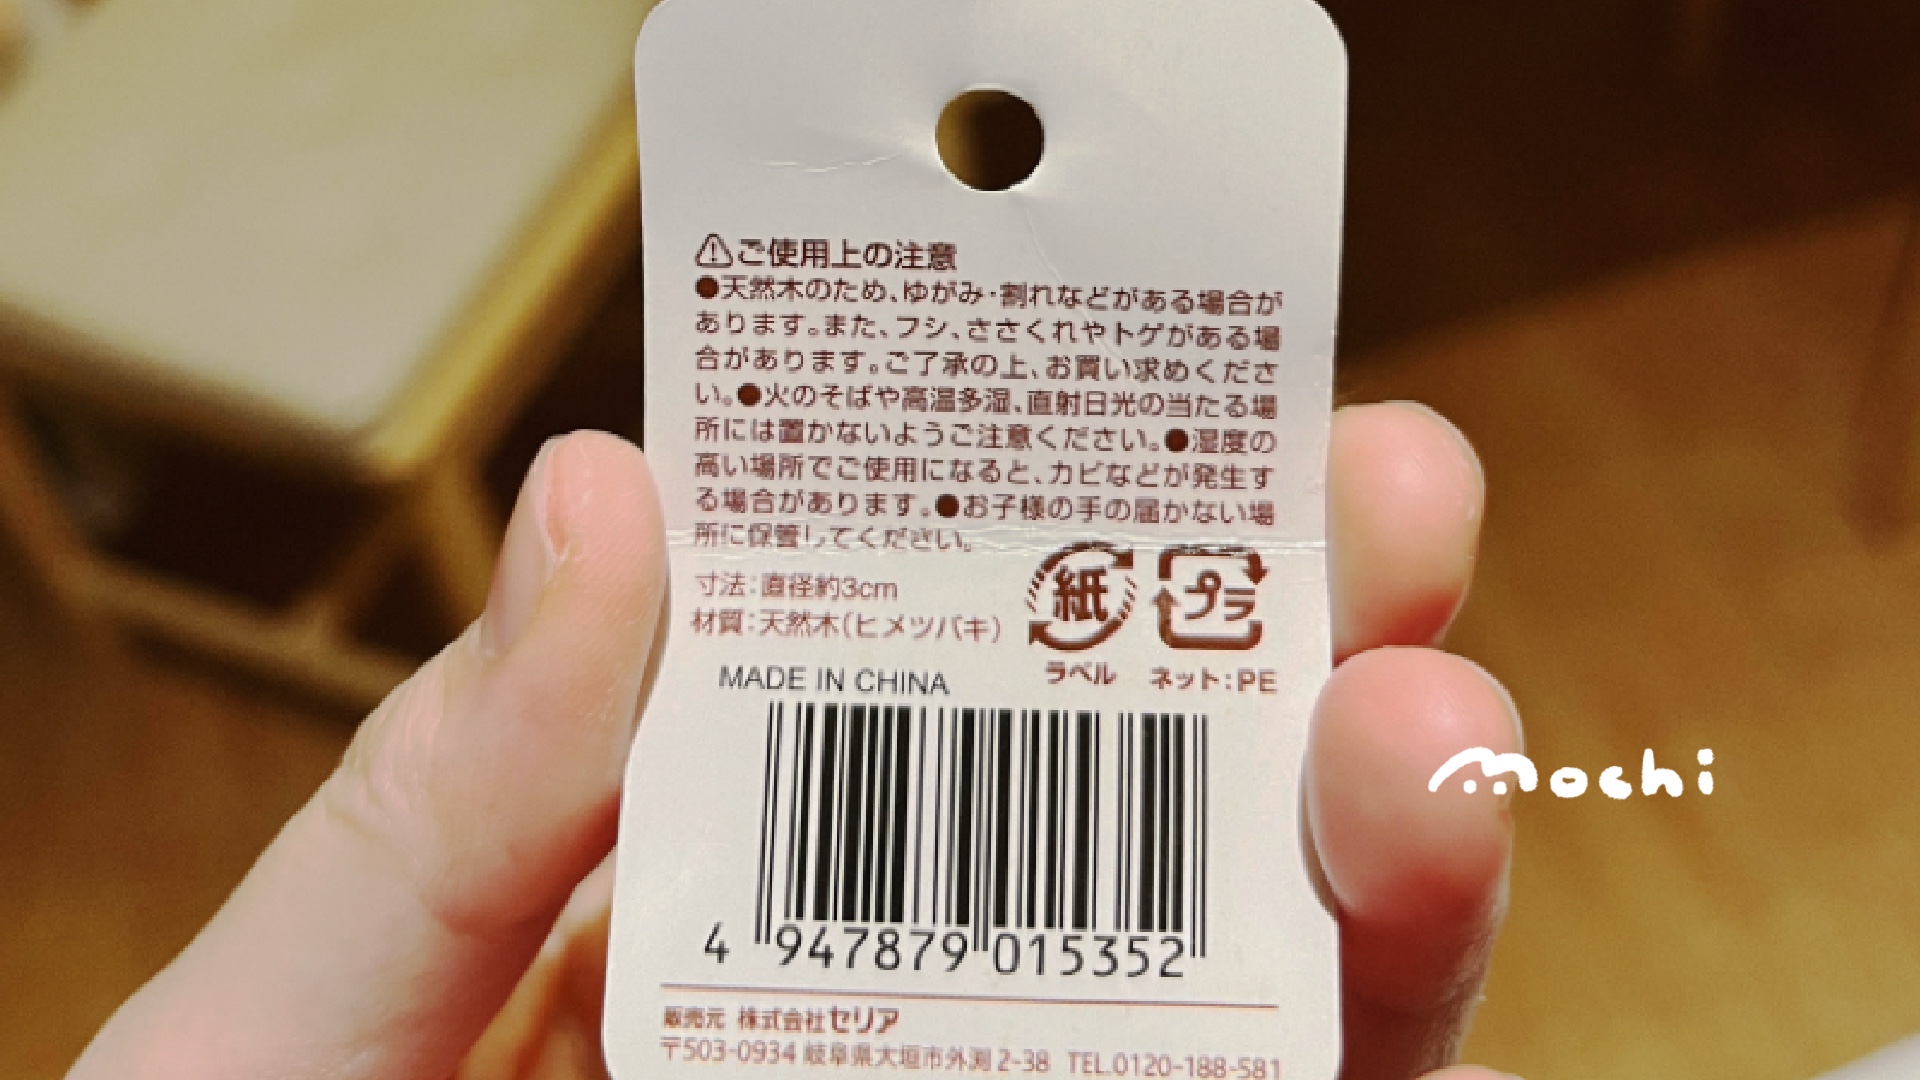 ⚠ご使用上の注意
●天然木のため、ゆがみ・割れなどがある場合が
あります。また、フシ、ささくれやトゲがある場
合があります。ご了承の上、お買い求めくださ
い。●火のそばや高温多湿、直射日光の当たる場
所には置かないようご注意ください。●湿度の
高い場所でご使用になると、カビなどが発生す
る場合があります。●お子様の手の届かない場
所に保管してください。
寸法:直径約3cm
材質:天然木(ヒメツバキ)
紙
プラ
ラベル ネット:PE
MADE IN CHINA
4 947879 015352
販売元 株式会社セリア
〒503-0934 岐阜県大垣市外渕2-38 TEL.0120-188-581
mochi